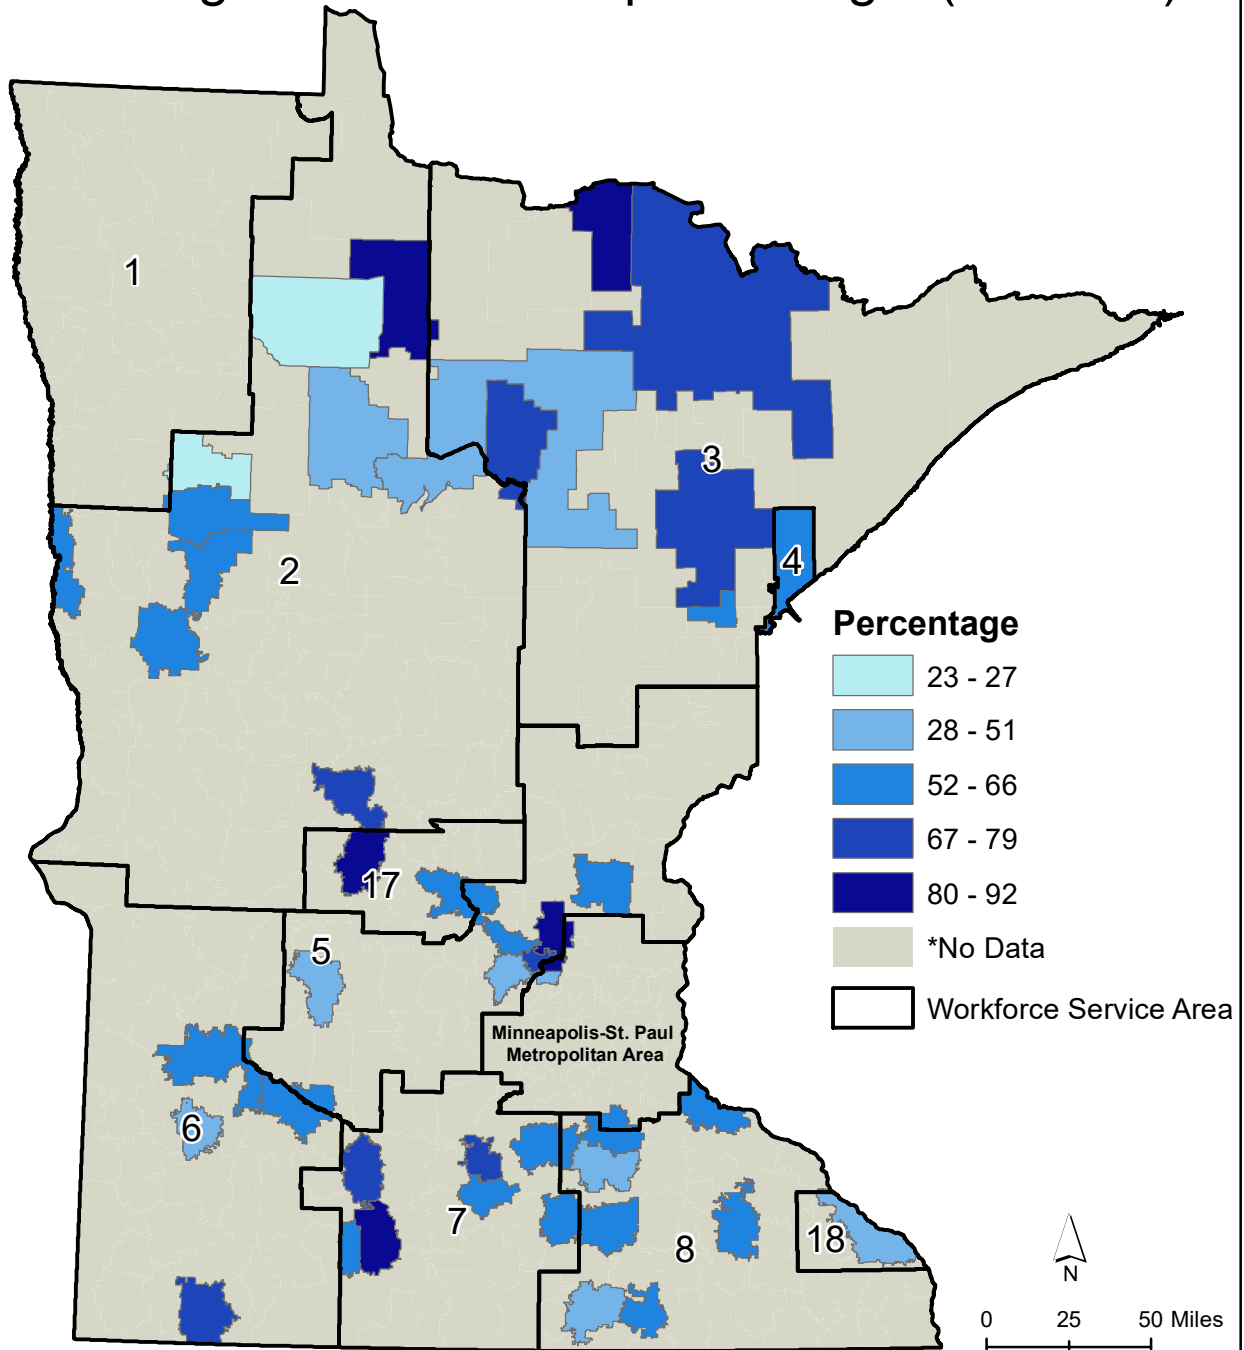 1
2
3
4
Percentage
23 - 27
28 - 51
52 - 66
67 - 79
80 - 92
*No Data
Workforce Service Area
17
5
Minneapolis-St. Paul
Metropolitan Area
6
7
8
18
N
0 25 50 Miles